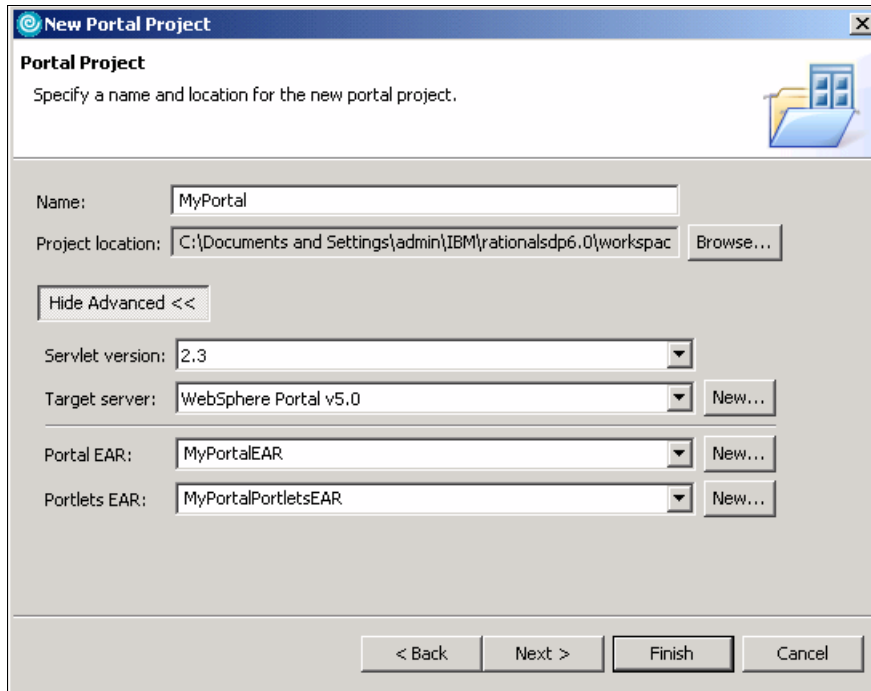 New Portal Project
Portal Project
Specify a name and location for the new portal project.
Name: MyPortal
Project location: C:\Documents and Settings\admin\IBM\rationalsdp6.0\workspac Browse...
Hide Advanced <<
Servlet version: 2.3
Target server: WebSphere Portal v5.0 New...
Portal EAR: MyPortalEAR New...
Portlets EAR: MyPortalPortletsEAR New...
< Back Next > Finish Cancel